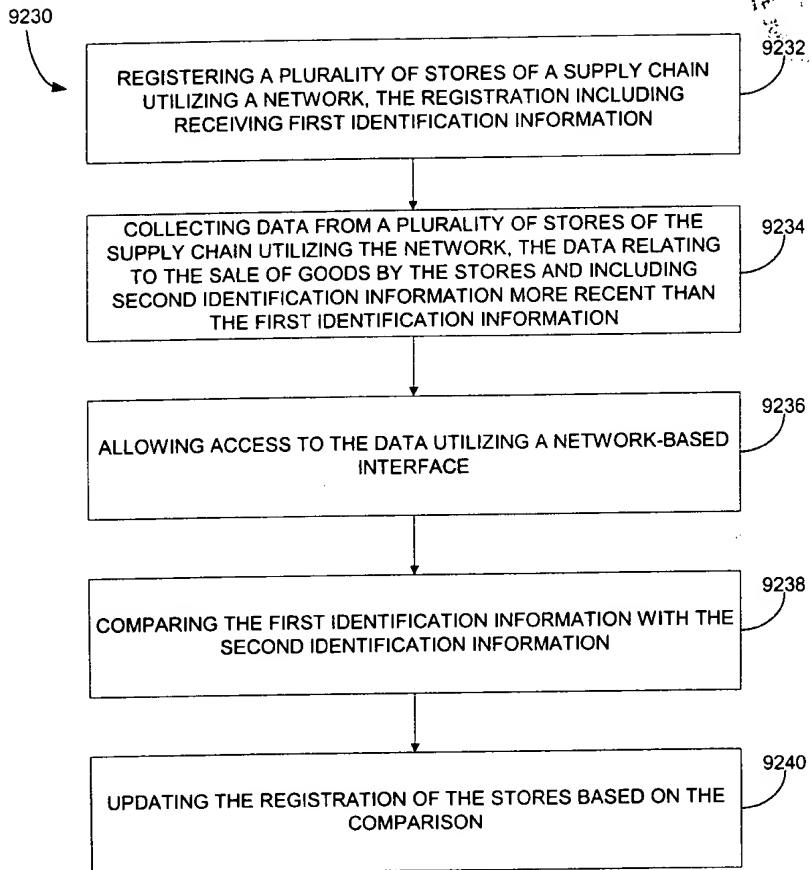 9230
9232
REGISTERING A PLURALITY OF STORES OF A SUPPLY CHAIN
UTILIZING A NETWORK, THE REGISTRATION INCLUDING
RECEIVING FIRST IDENTIFICATION INFORMATION
9234
COLLECTING DATA FROM A PLURALITY OF STORES OF THE
SUPPLY CHAIN UTILIZING THE NETWORK, THE DATA RELATING
TO THE SALE OF GOODS BY THE STORES AND INCLUDING
SECOND IDENTIFICATION INFORMATION MORE RECENT THAN
THE FIRST IDENTIFICATION INFORMATION
9236
ALLOWING ACCESS TO THE DATA UTILIZING A NETWORK-BASED
INTERFACE
9238
COMPARING THE FIRST IDENTIFICATION INFORMATION WITH THE
SECOND IDENTIFICATION INFORMATION
9240
UPDATING THE REGISTRATION OF THE STORES BASED ON THE
COMPARISON